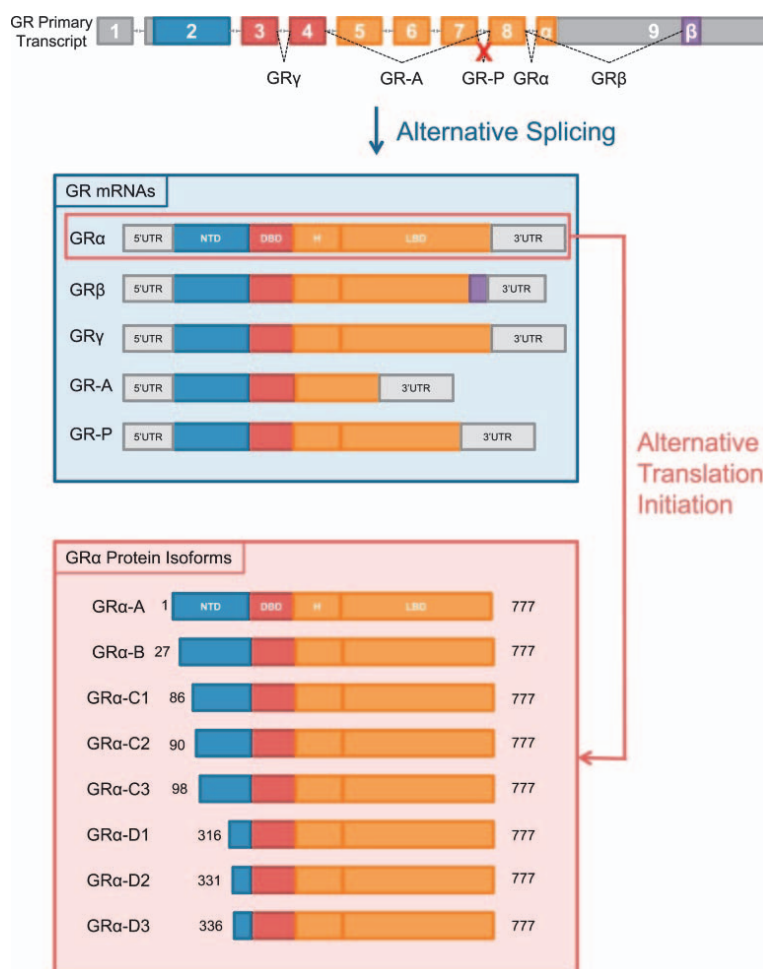 GR Primary
Transcript
1 2 3 4 5 6 7 8 α 9 β
GRγ GR-A GR-P GRα GRβ
X
Alternative Splicing
GR mRNAs
GRα 5'UTR NTD DBD H LBD 3'UTR
GRβ 5'UTR 3'UTR
GRγ 5'UTR 3'UTR
GR-A 5'UTR 3'UTR
GR-P 5'UTR 3'UTR
Alternative
Translation
Initiation
GRα Protein Isoforms
GRα-A 1 NTD DBD H LBD 777
GRα-B 27 777
GRα-C1 86 777
GRα-C2 90 777
GRα-C3 98 777
GRα-D1 316 777
GRα-D2 331 777
GRα-D3 336 777